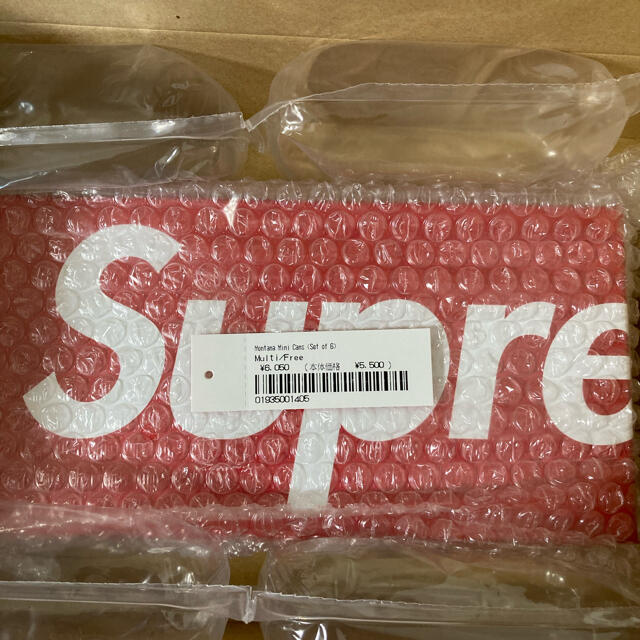 Supre
Montana Mini Cans (Set of 6)
Multi/Free
¥6.050 (本体価格 ¥5.500)
01935001405